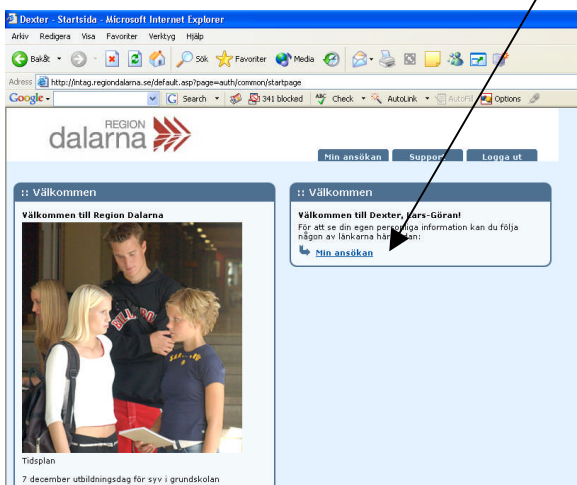 Dexter - Startsida - Microsoft Internet Explorer
Arkiv Redigera Visa Favoriter Verktyg Hjälp
Bakåt Sök Favoriter Media
Adress http://intag.regiondalarna.se/default.asp?page=auth/common/startpage
Google Search 341 blocked Check AutoLink AutoFill Options
REGION
dalarna
Min ansökan Support Logga ut
:: Välkommen
Välkommen till Region Dalarna
BILLABONG
Tidsplan
7 december utbildningsdag för syv i grundskolan
:: Välkommen
Välkommen till Dexter, Lars-Göran!
För att se din egen personliga information kan du följa
någon av länkarna här nedan:
Min ansökan